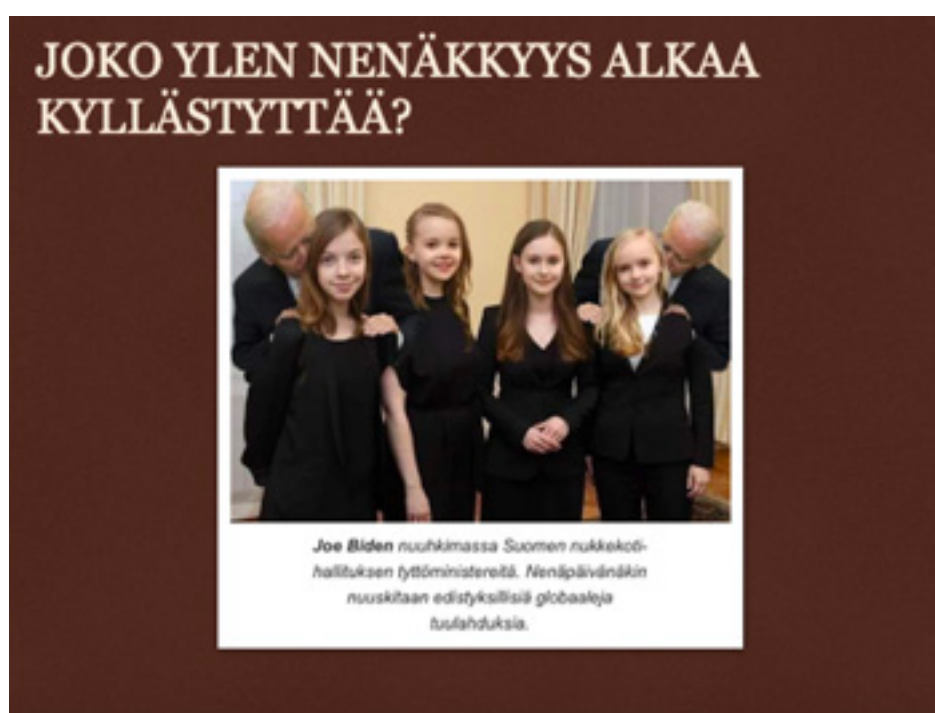 JOKO YLEN NENÄKKYYS ALKAA
KYLLÄSTYTTÄÄ?
Joe Biden nuuhkimassa Suomen nukkekoti-
hallituksen tyttöministereitä. Nenäpäivänäkin
nuuskitaan edistyksillisiä globaaleja
tuulahduksia.